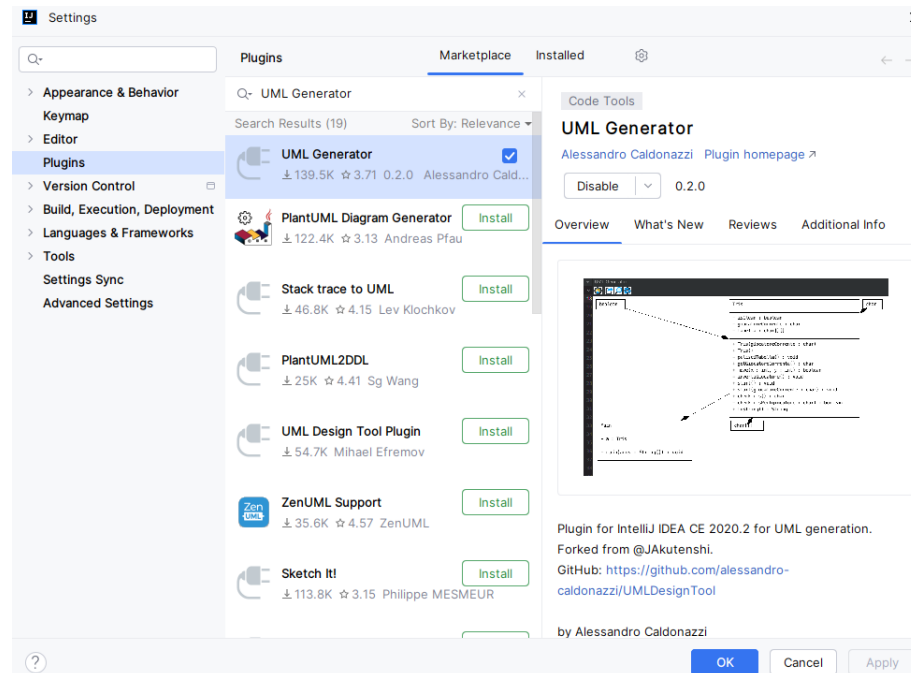 Settings
Appearance & Behavior
Keymap
Editor
Plugins
Version Control
Build, Execution, Deployment
Languages & Frameworks
Tools
Settings Sync
Advanced Settings
Plugins
Marketplace
Installed
UML Generator
Search Results (19)
Sort By: Relevance
UML Generator
139.5K 3.71 0.2.0 Alessandro Cald...
PlantUML Diagram Generator
Install
122.4K 3.13 Andreas Pfau
Stack trace to UML
Install
46.8K 4.15 Lev Klochkov
PlantUML2DDL
Install
25K 4.41 Sg Wang
UML Design Tool Plugin
Install
54.7K Mihael Efremov
Zen
UML
ZenUML Support
Install
35.6K 4.57 ZenUML
Sketch It!
Install
113.8K 3.15 Philippe MESMEUR
Code Tools
UML Generator
Alessandro Caldonazzi Plugin homepage
Disable
0.2.0
Overview
What's New
Reviews
Additional Info
Plugin for IntelliJ IDEA CE 2020.2 for UML generation.
Forked from @JAkutenshi.
GitHub: https://github.com/alessandro-
caldonazzi/UMLDesignTool
by Alessandro Caldonazzi
?
OK
Cancel
Apply